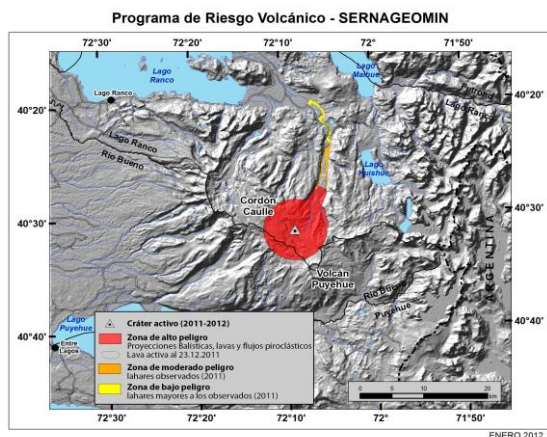 Programa de Riesgo Volcánico - SERNAGEOMIN
72°30' 72°20' 72°10' 72° 71°50'
Lago Ranco
Lago Maihue
Lago Ranco
40°20' 40°20'
Futrono
Lago Ranco
Lago Ranco
Río Bueno
Lago Huishue
Cordón Caulle
40°30' 40°30'
Volcán Puyehue
ARGENTINA
Río Bueno
Puyehue
Lago Puyehue
Entre Lagos
40°40' 40°40'
Cráter activo (2011-2012)
Zona de alto peligro
Proyecciones Balísticas, lavas y flujos piroclásticos
Lava activa al 23.12.2011
Zona de moderado peligro
lahares observados (2011)
Zona de bajo peligro
lahares mayores a los observados (2011)
0 10 20
km
72°30' 72°20' 72°10' 72° 71°50'
ENERO 2012